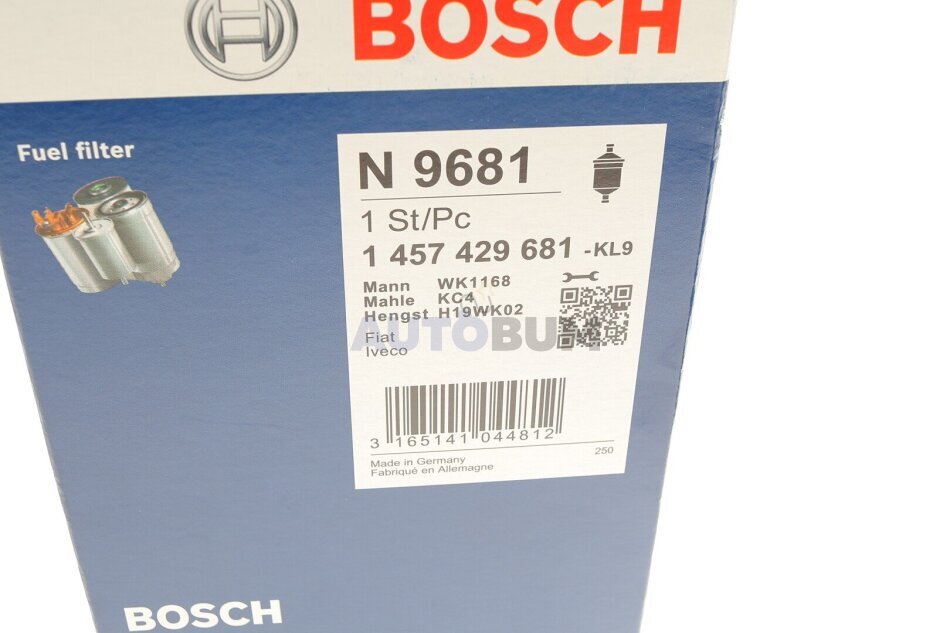 BOSCH
Fuel filter
N 9681
1 St/Pc
1 457 429 681 -KL9
Mann WK1168
Mahle KC4
Hengst H19WK02
AUTOBUM
Fiat
Iveco
3 165141 044812
250
Made in Germany
Fabriqué en Allemagne
BOSCH